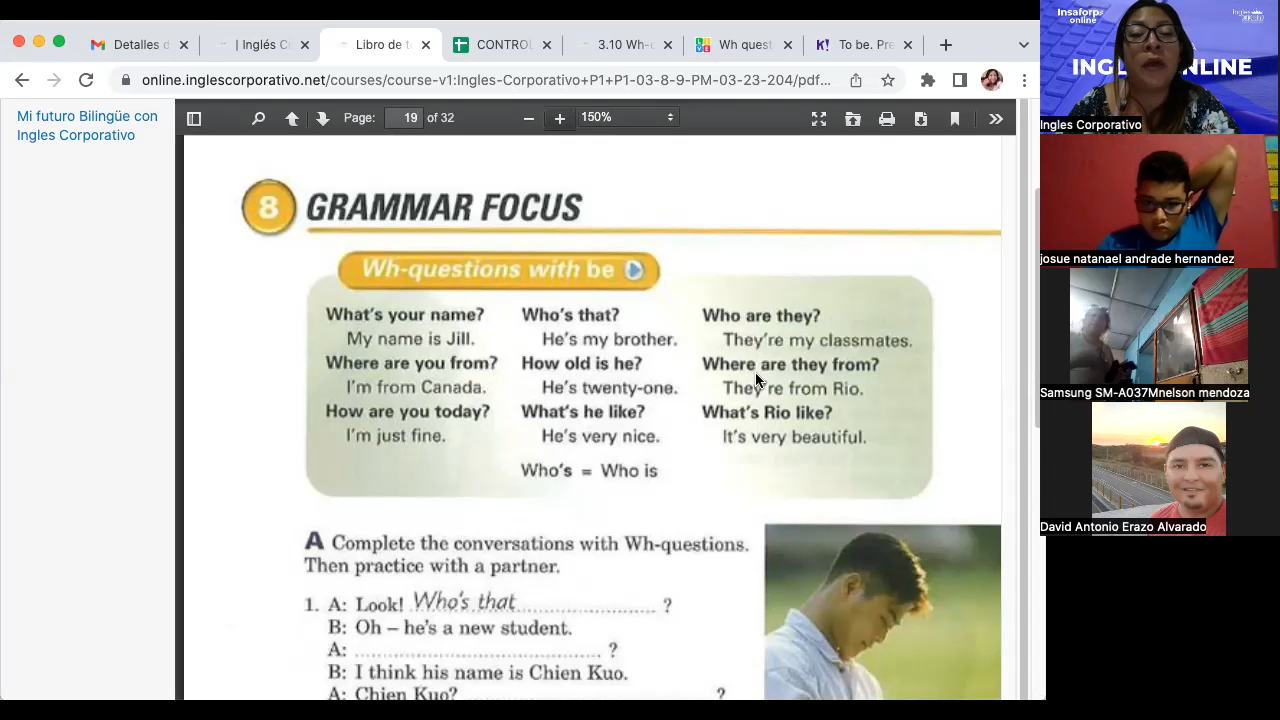 Detalles d
| Inglés C
Libro de t
CONTROL
3.10 Wh-
Wh quest
To be. Pre
online.inglescorporativo.net/courses/course-v1:Ingles-Corporativo+P1+P1-03-8-9-PM-03-23-204/pdf...
Mi futuro Bilingüe con
Ingles Corporativo
Page: 19 of 32
150%
8 GRAMMAR FOCUS
Wh-questions with be
What's your name?
My name is Jill.
Where are you from?
I'm from Canada.
How are you today?
I'm just fine.
Who's that?
He's my brother.
How old is he?
He's twenty-one.
What's he like?
He's very nice.
Who's = Who is
Who are they?
They're my classmates.
Where are they from?
They're from Rio.
What's Rio like?
It's very beautiful.
A Complete the conversations with Wh-questions.
Then practice with a partner.
1. A: Look! Who's that ?
B: Oh – he's a new student.
A: ?
B: I think his name is Chien Kuo.
A: Chien Kuo? ?
Insaforp
online
Ingles
ONLINE
Ingles Corporativo
josue natanael andrade hernandez
Samsung SM-A037Mnelson mendoza
David Antonio Erazo Alvarado